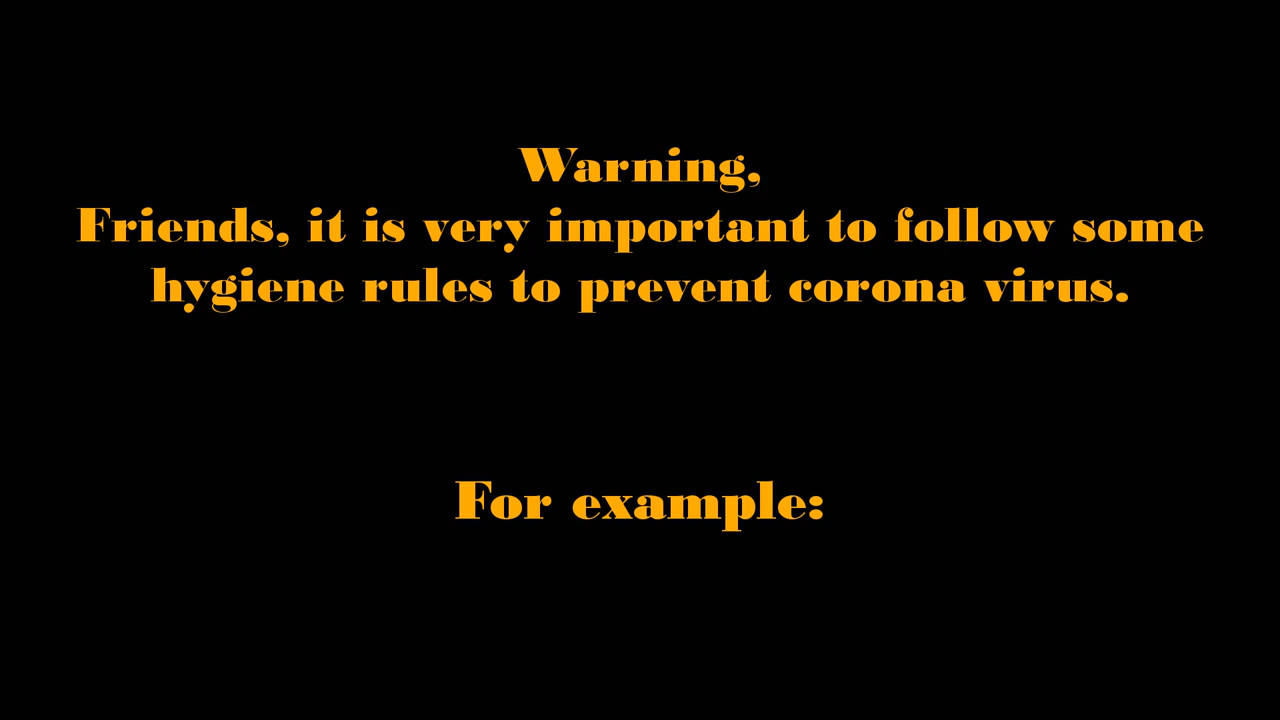 Warning,
Friends, it is very important to follow some
hygiene rules to prevent corona virus.
For example: